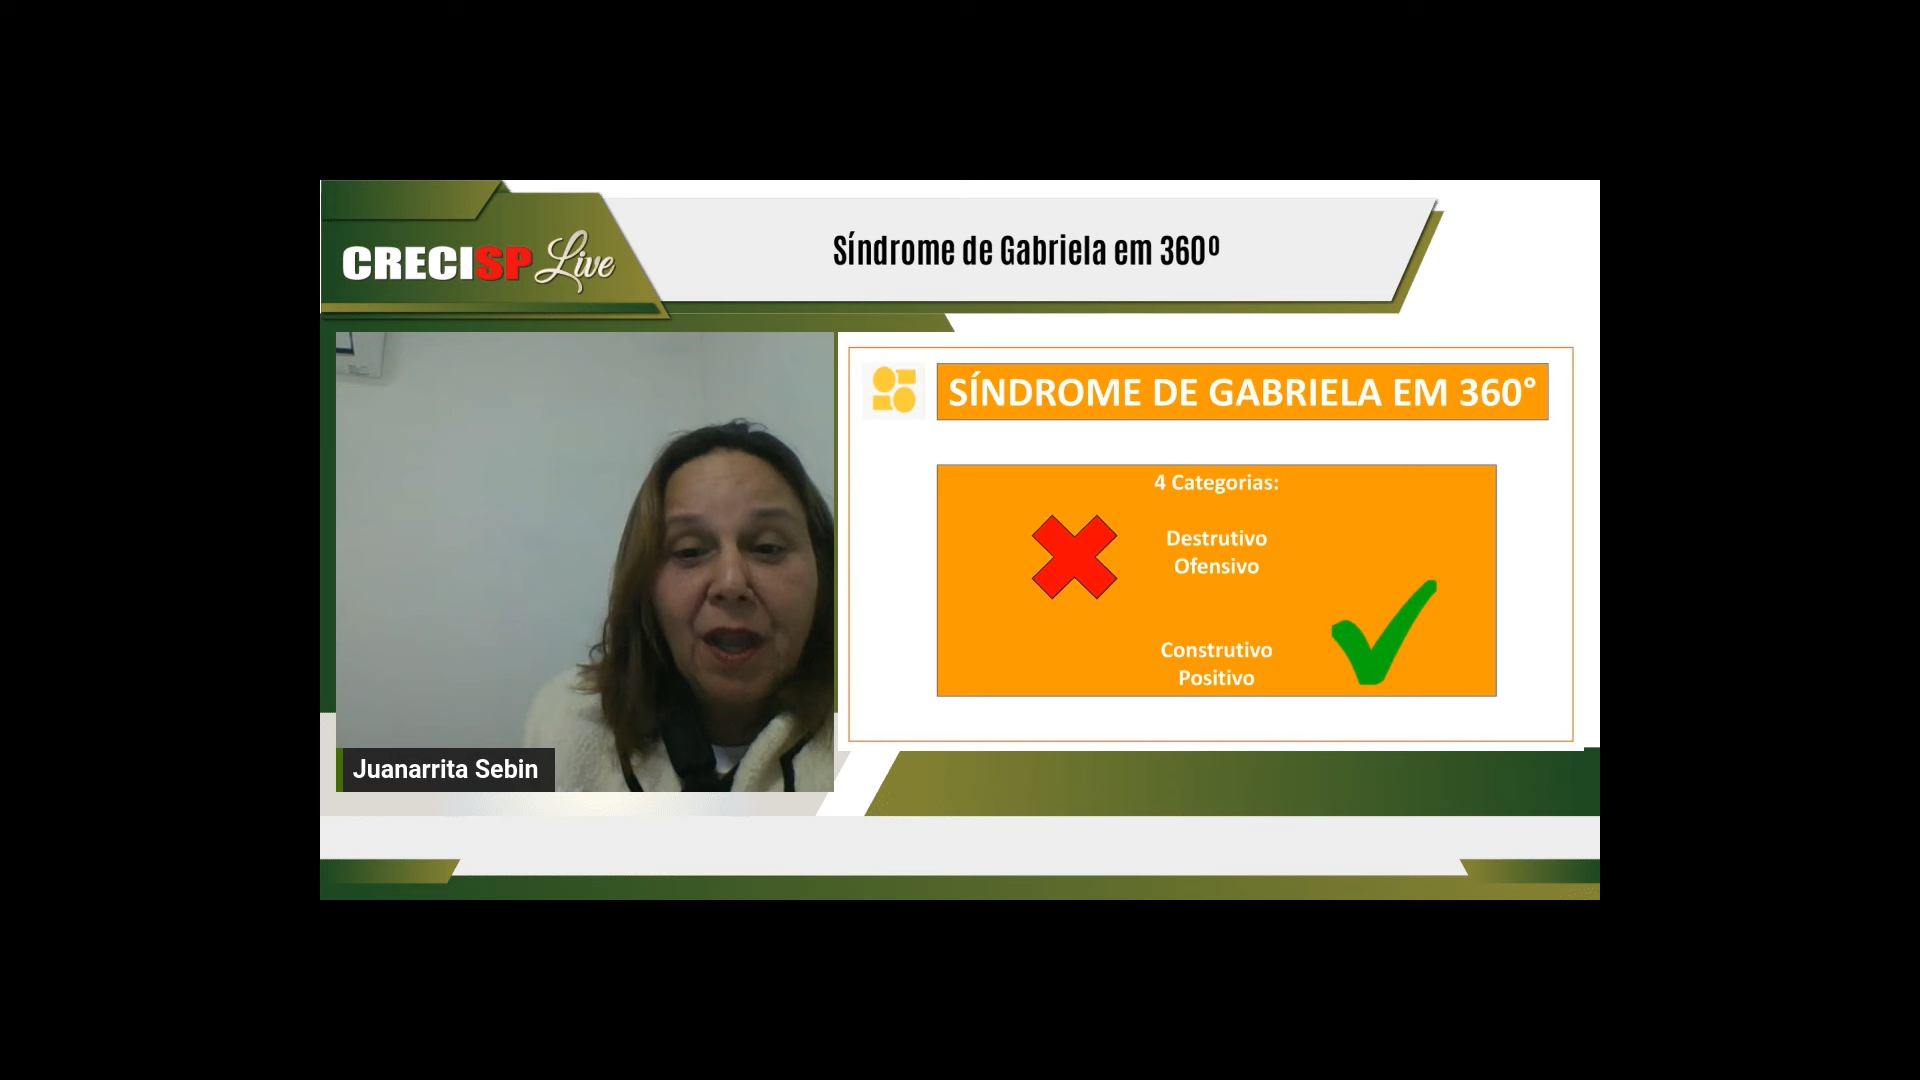 CRECISP Live
Síndrome de Gabriela em 360º
SÍNDROME DE GABRIELA EM 360°
4 Categorias:
Destrutivo
Ofensivo
Construtivo
Positivo
Juanarrita Sebin